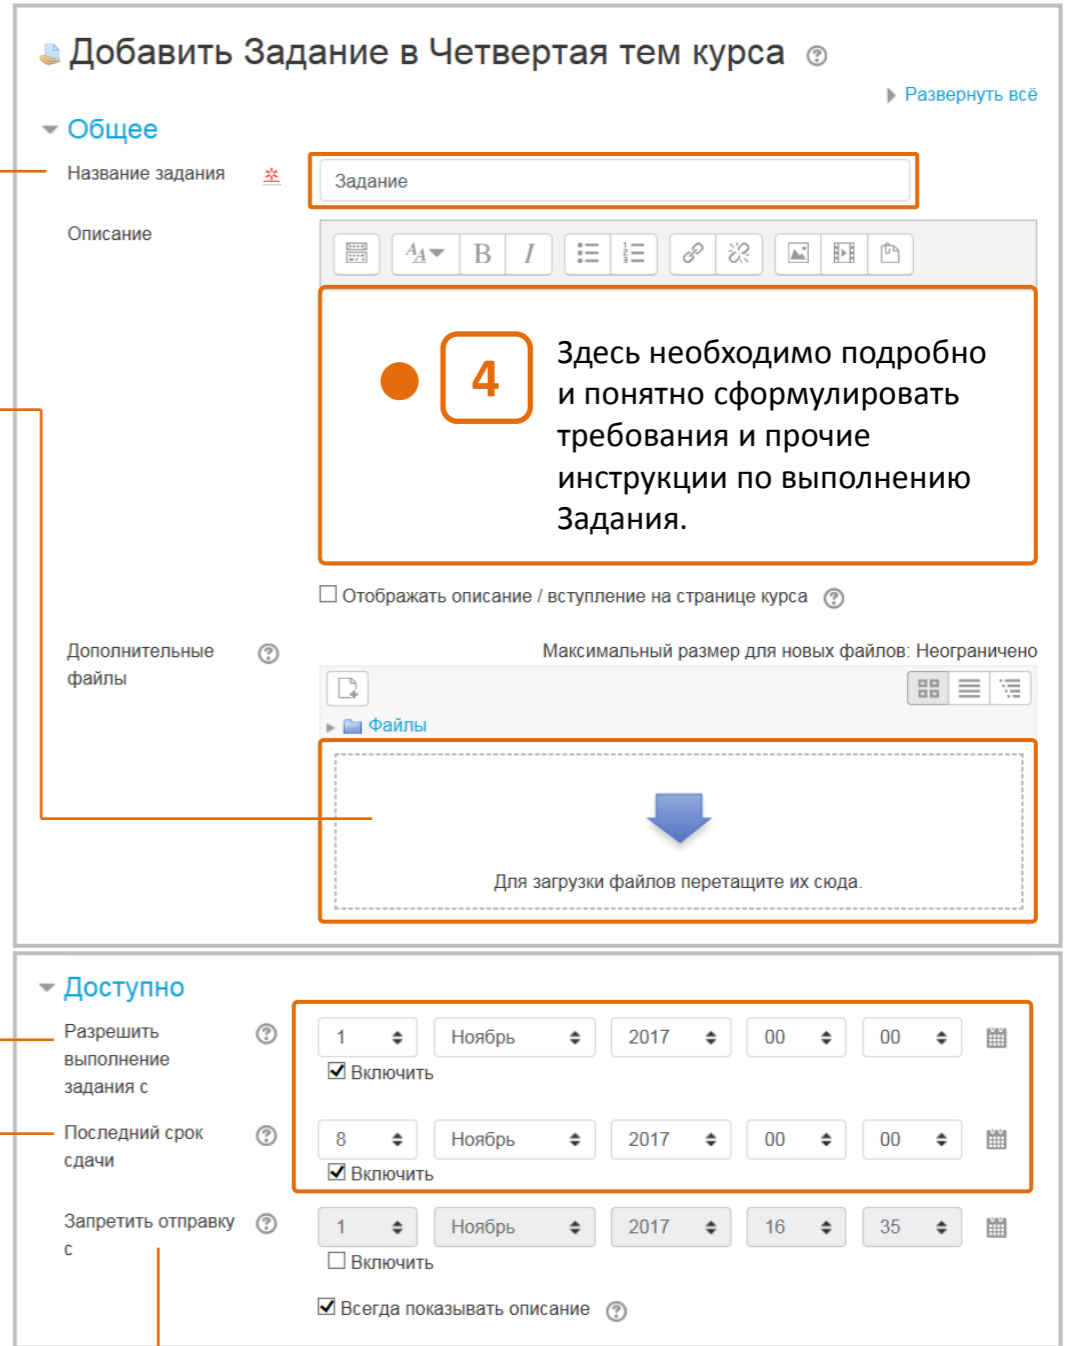 Добавить Задание в Четвертая тем курса
Развернуть всё
Общее
Название задания
Задание
Описание
B I
4
Здесь необходимо подробно
и понятно сформулировать
требования и прочие
инструкции по выполнению
Задания.
Отображать описание / вступление на странице курса
Дополнительные
файлы
Максимальный размер для новых файлов: Неограничено
Файлы
Для загрузки файлов перетащите их сюда.
Доступно
Разрешить
выполнение
задания с
1 Ноябрь 2017 00 00
Включить
Последний срок
сдачи
8 Ноябрь 2017 00 00
Включить
Запретить отправку
с
1 Ноябрь 2017 16 35
Включить
Всегда показывать описание